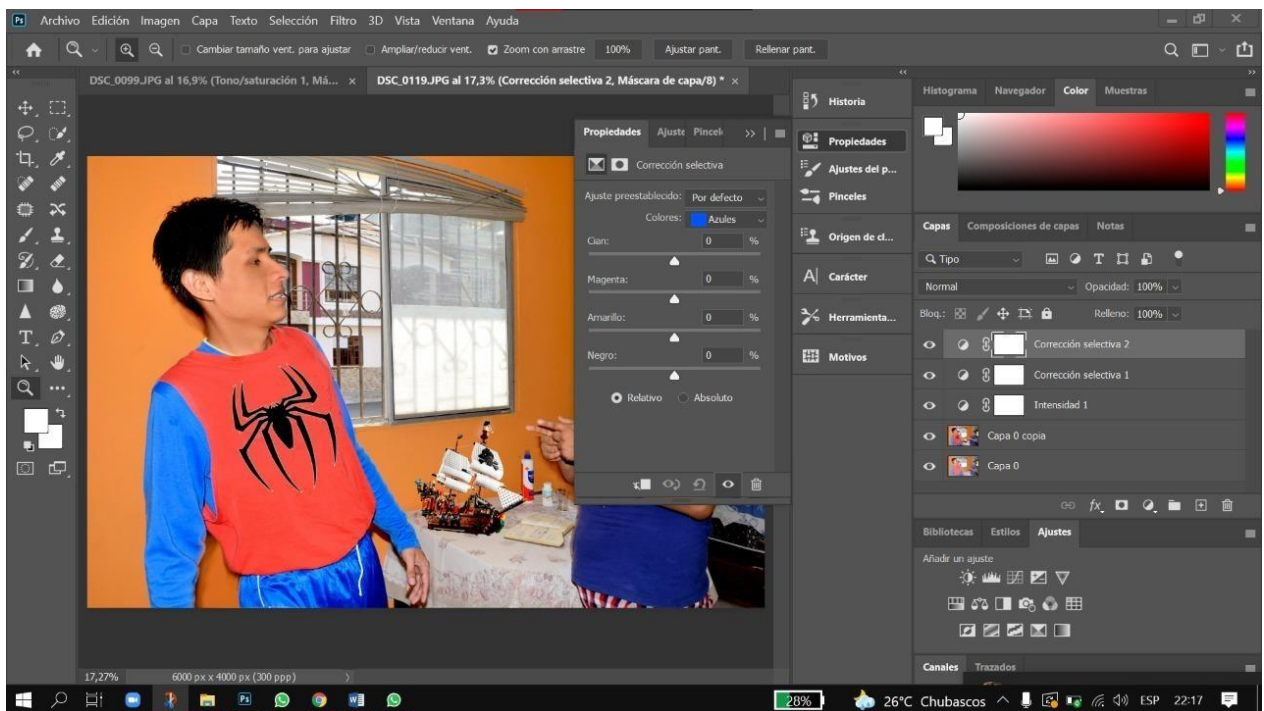 Ps Archivo Edición Imagen Capa Texto Selección Filtro 3D Vista Ventana Ayuda
Cambiar tamaño vent. para ajustar Ampliar/reducir vent. Zoom con arrastre 100% Ajustar pant. Rellenar pant.
DSC_0099.JPG al 16,9% (Tono/saturación 1, Má... × DSC_0119.JPG al 17,3% (Corrección selectiva 2, Máscara de capa/8) * ×
Propiedades Ajuste Pincel
Corrección selectiva
Ajuste preestablecido: Por defecto
Colores: Azules
Cian: 0 %
Magenta: 0 %
Amarillo: 0 %
Negro: 0 %
Relativo Absoluto
Historia
Propiedades
Ajustes del p...
Pinceles
Origen de cl...
Carácter
Herramienta...
Motivos
Histograma Navegador Color Muestras
Capas Composiciones de capas Notas
Tipo
Normal Opacidad: 100%
Bloq.: Relleno: 100%
Corrección selectiva 2
Corrección selectiva 1
Intensidad 1
Capa 0 copia
Capa 0
fx
Bibliotecas Estilos Ajustes
Añadir un ajuste
Canales Trazados
17,27% 6000 px x 4000 px (300 ppp)
28% 26°C Chubascos ESP 22:17